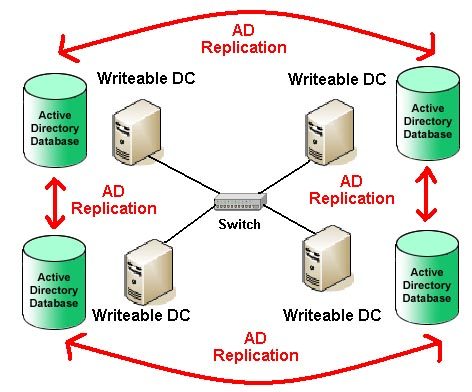 AD
Replication
Writeable DC
Writeable DC
Active
Directory
Database
Active
Directory
Database
AD
Replication
AD
Replication
Switch
Active
Directory
Database
Active
Directory
Database
Writeable DC
Writeable DC
AD
Replication